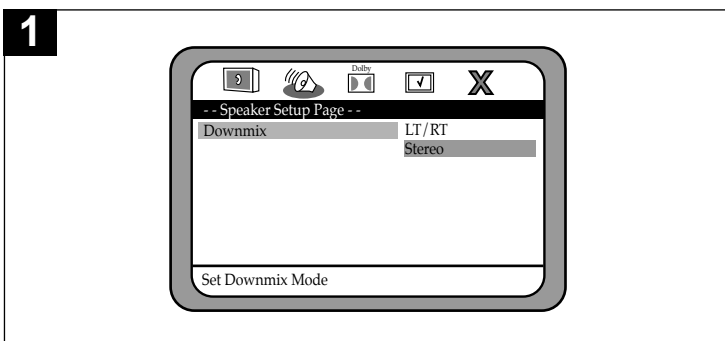 1
Dolby
- - Speaker Setup Page - -
Downmix LT/RT
Stereo
Set Downmix Mode